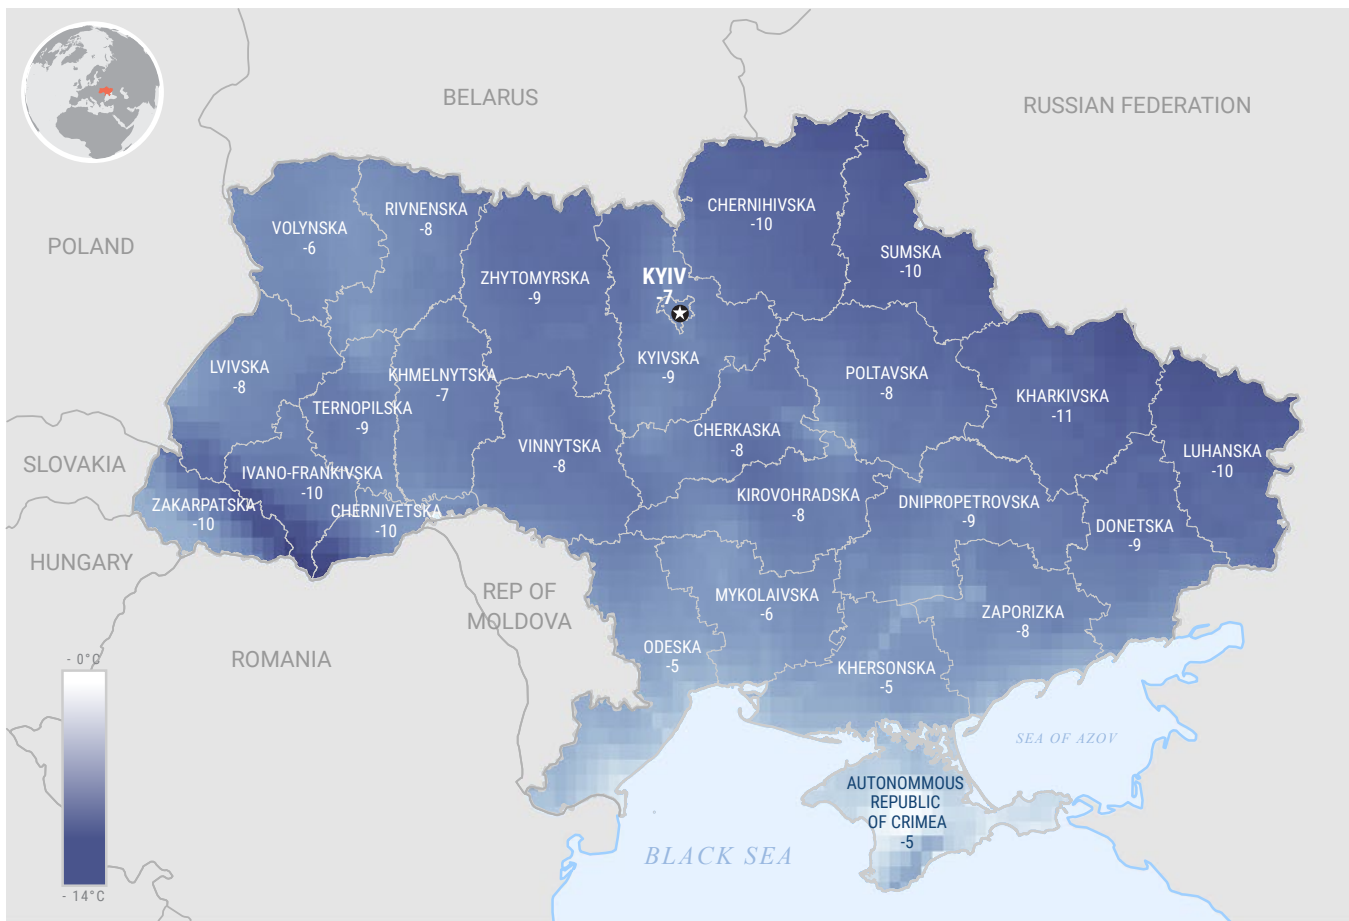 BELARUS
RUSSIAN FEDERATION
POLAND
SLOVAKIA
HUNGARY
ROMANIA
REP OF
MOLDOVA
VOLYNSKA
-6
RIVNENSKA
-8
ZHYTOMYRSKA
-9
KYIV
-7
CHERNIHIVSKA
-10
SUMSKA
-10
LVIVSKA
-8
TERNOPILSKA
-9
KHMELNYTSKA
-7
KYIVSKA
-9
POLTAVSKA
-8
KHARKIVSKA
-11
LUHANSKA
-10
VINNYTSKA
-8
CHERKASKA
-8
IVANO-FRANKIVSKA
-10
ZAKARPATSKA
-10
CHERNIVETSKA
-10
KIROVOHRADSKA
-8
DNIPROPETROVSKA
-9
DONETSKA
-9
MYKOLAIVSKA
-6
ZAPORIZKA
-8
ODESKA
-5
KHERSONSKA
-5
AUTONOMMOUS
REPUBLIC
OF CRIMEA
-5
SEA OF AZOV
BLACK SEA
- 0°C
- 14°C